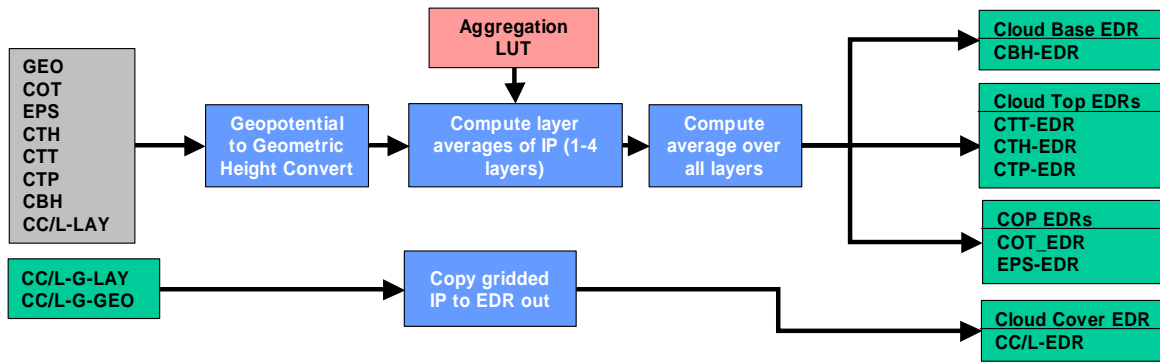 GEO
COT
EPS
CTH
CTT
CTP
CBH
CC/L-LAY
Geopotential
to Geometric
Height Convert
Aggregation
LUT
Compute layer
averages of IP (1-4
layers)
Compute
average over
all layers
Cloud Base EDR
CBH-EDR
Cloud Top EDRs
CTT-EDR
CTH-EDR
CTP-EDR
COP EDRs
COT_EDR
EPS-EDR
CC/L-G-LAY
CC/L-G-GEO
Copy gridded
IP to EDR out
Cloud Cover EDR
CC/L-EDR